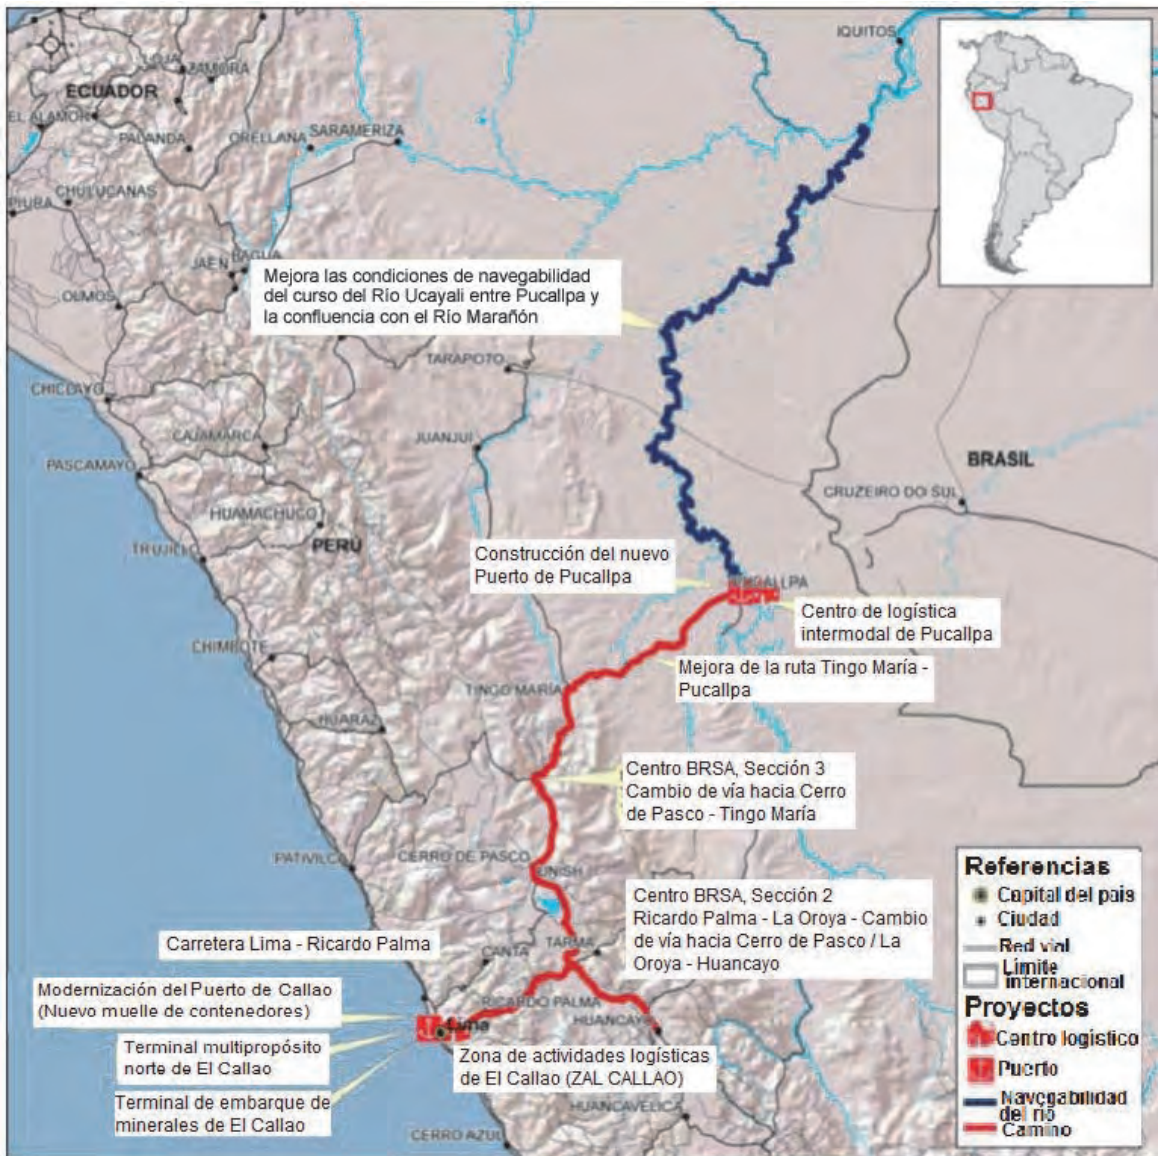 IQUITOS
LOJA
ZAMORA
ECUADOR
EL ALAMOR
PALANDA
ORELLANA
SARAMERIZA
CHULUCANAS
PIURA
JAEN
BAGUA
Mejora las condiciones de navegabilidad
del curso del Río Ucayali entre Pucallpa y
la confluencia con el Río Marañón
OLMOS
TARAPOTO
CHICLAYO
CAJAMARCA
JUANJUI
PASCAMAYO
BRASIL
CRUZEIRO DO SUL
HUAMACHUCO
PERÚ
TRUJILLO
Construcción del nuevo
Puerto de Pucallpa
PUCALLPA
Centro de logística
intermodal de Pucallpa
CHIMBOTE
Mejora de la ruta Tingo María -
Pucallpa
TINGO MARÍA
HUARAZ
Centro BRSA, Sección 3
Cambio de vía hacia Cerro
de Pasco - Tingo María
PATIVILCA
CERRO DE PASCO
JUNISH
Centro BRSA, Sección 2
Ricardo Palma - La Oroya - Cambio
de vía hacia Cerro de Pasco / La
Oroya - Huancayo
Carretera Lima - Ricardo Palma
CANTA
TARMA
Modernización del Puerto de Callao
(Nuevo muelle de contenedores)
RICARDO PALMA
Lima
HUANCAYO
Terminal multipropósito
norte de El Callao
Zona de actividades logísticas
de El Callao (ZAL CALLAO)
Terminal de embarque de
minerales de El Callao
HUANCAVELICA
CERRO AZUL
Referencias
Capital del pais
Ciudad
Red vial
Límite
internacional
Proyectos
Centro logístico
Puerto
Navegabilidad
del río
Camino